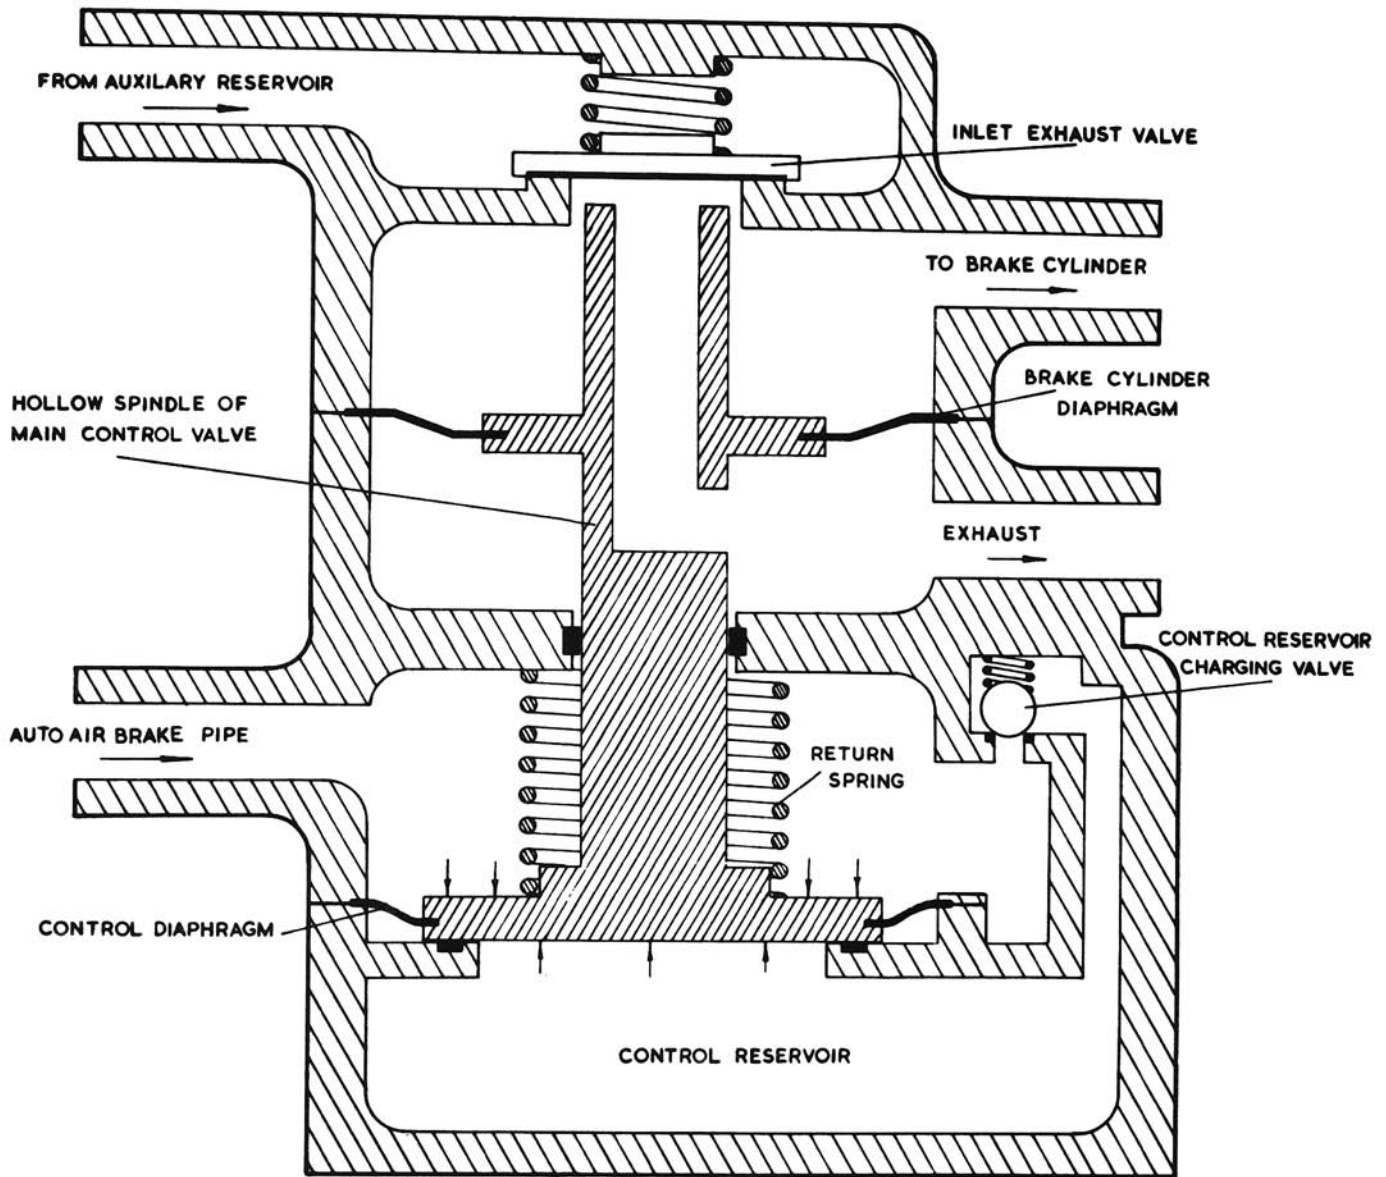 FROM AUXILARY RESERVOIR
INLET EXHAUST VALVE
TO BRAKE CYLINDER
BRAKE CYLINDER
DIAPHRAGM
HOLLOW SPINDLE OF
MAIN CONTROL VALVE
EXHAUST
CONTROL RESERVOIR
CHARGING VALVE
AUTO AIR BRAKE PIPE
RETURN
SPRING
CONTROL DIAPHRAGM
CONTROL RESERVOIR